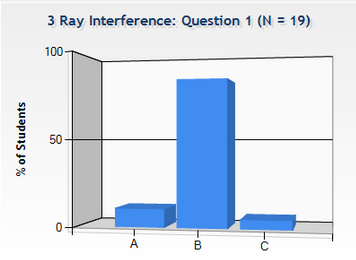 3 Ray Interference: Question 1 (N = 19)
100
50
0
% of Students
A B C